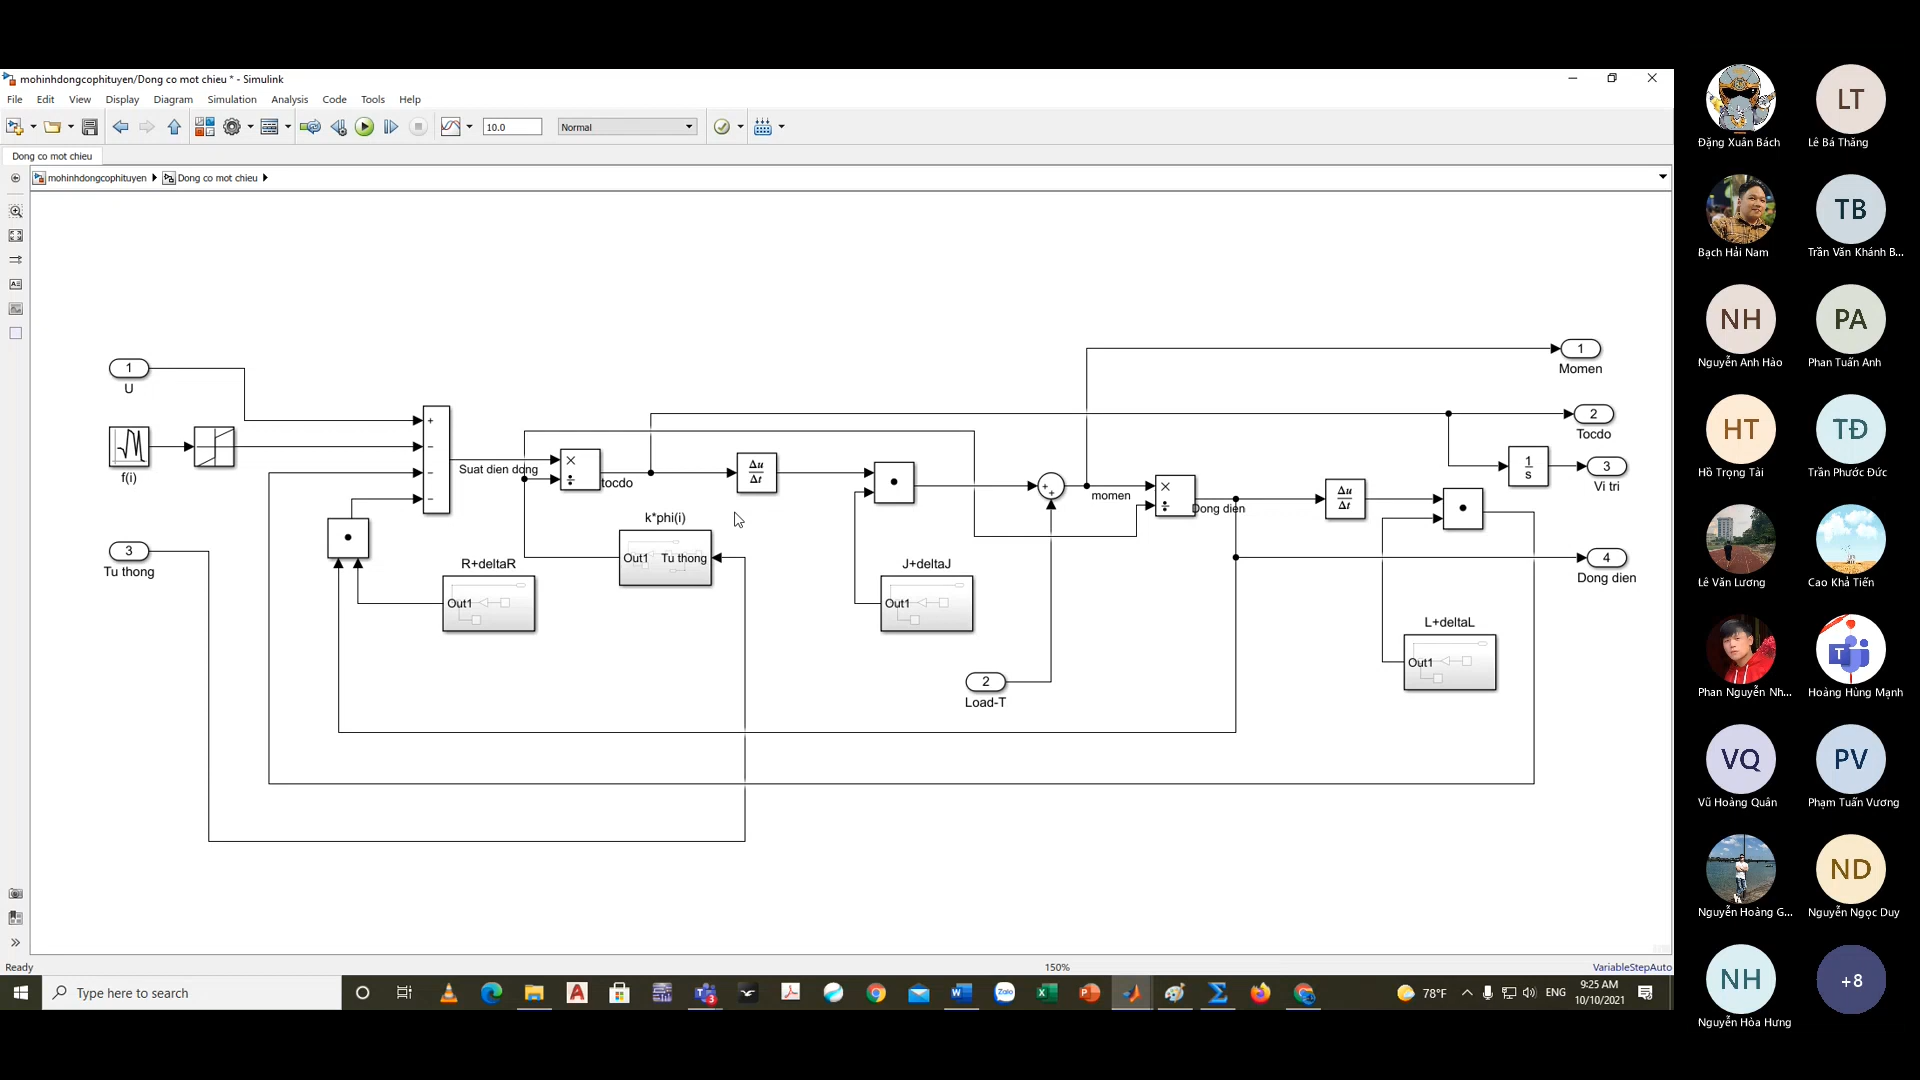 mohinhdongcophituyen/Dong co mot chieu * - Simulink
File Edit View Display Diagram Simulation Analysis Code Tools Help
10.0
Normal
Dong co mot chieu
mohinhdongcophituyen
Dong co mot chieu
1
U
f(i)
3
Tu thong
+
−
−
−
Suat dien dong
×
÷
tocdo
Δu
Δt
k*phi(i)
Out1 Tu thong
R+deltaR
Out1
J+deltaJ
Out1
2
Load-T
+
+
momen
×
÷
Dong dien
Δu
Δt
L+deltaL
Out1
1
Momen
2
Tocdo
1
s
3
Vi tri
4
Dong dien
Ready
150%
VariableStepAuto
Type here to search
78°F
ENG
9:25 AM
10/10/2021
Đặng Xuân Bách
LT
Lê Bá Thăng
Bạch Hải Nam
TB
Trần Văn Khánh B...
NH
Nguyễn Anh Hào
PA
Phan Tuấn Anh
HT
Hồ Trọng Tài
TĐ
Trần Phước Đức
Lê Văn Lương
Cao Khả Tiến
Phan Nguyễn Nh...
Hoàng Hùng Mạnh
VQ
Vũ Hoàng Quân
PV
Phạm Tuấn Vương
Nguyễn Hoàng G...
ND
Nguyễn Ngọc Duy
NH
Nguyễn Hòa Hưng
+8